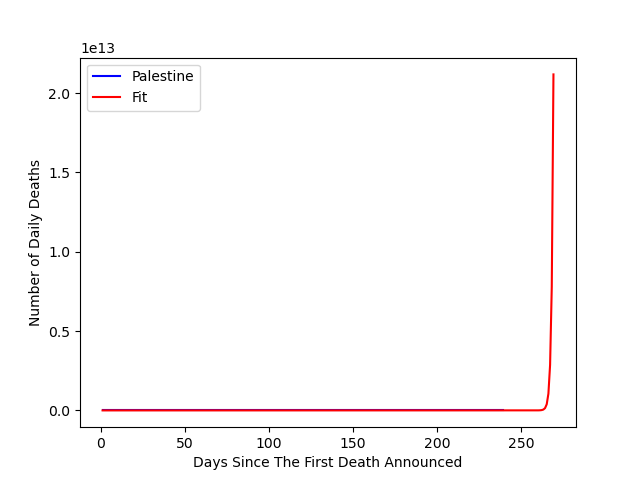 1e13
Palestine
Fit
2.0
1.5
1.0
0.5
0.0
Number of Daily Deaths
0 50 100 150 200 250
Days Since The First Death Announced